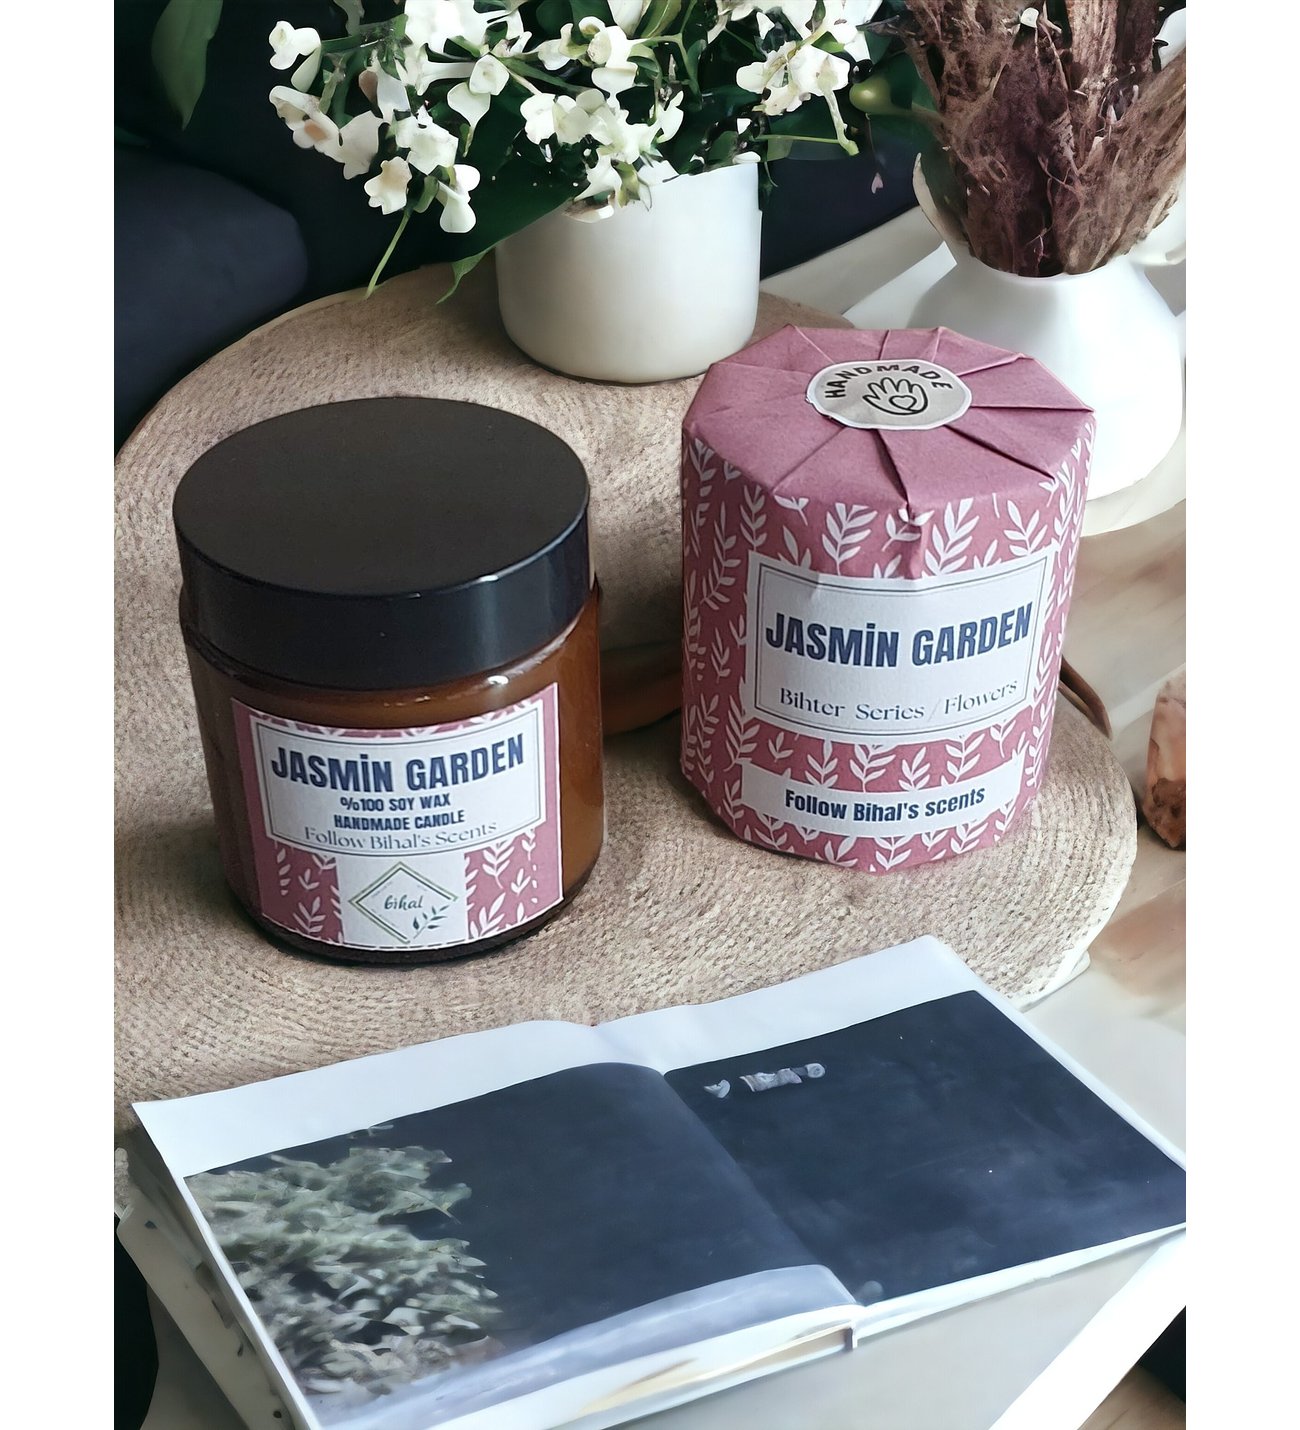 JASMİN GARDEN
%100 SOY WAX
HANDMADE CANDLE
Follow Bihal's Scents
bihal
HANDMADE
JASMİN GARDEN
Bihter Series / Flowers
Follow Bihal's scents